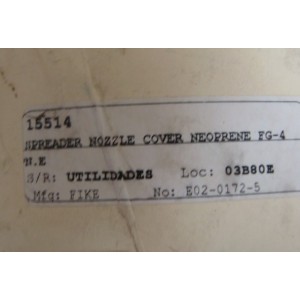 15514
SPREADER NOZZLE COVER NEOPRENE FG-4
N.E
S/R: UTILIDADES Loc: 03B80E
Mfg: FIKE No: E02-0172-5